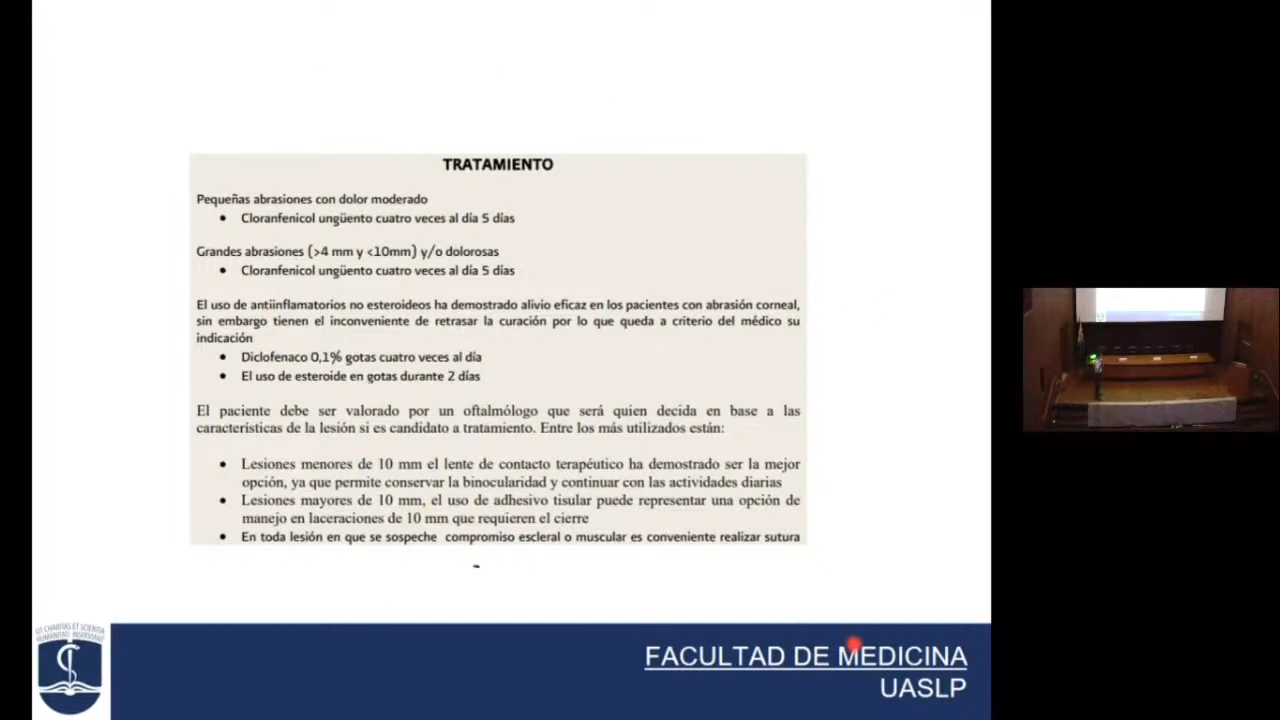 TRATAMIENTO
Pequeñas abrasiones con dolor moderado
• Cloranfenicol ungüento cuatro veces al día 5 días
Grandes abrasiones (>4 mm y <10mm) y/o dolorosas
• Cloranfenicol ungüento cuatro veces al día 5 días
El uso de antiinflamatorios no esteroideos ha demostrado alivio eficaz en los pacientes con abrasión corneal,
sin embargo tienen el inconveniente de retrasar la curación por lo que queda a criterio del médico su
indicación
• Diclofenaco 0,1% gotas cuatro veces al día
• El uso de esteroide en gotas durante 2 días
El paciente debe ser valorado por un oftalmólogo que será quien decida en base a las
características de la lesión si es candidato a tratamiento. Entre los más utilizados están:
• Lesiones menores de 10 mm el lente de contacto terapéutico ha demostrado ser la mejor
opción, ya que permite conservar la binocularidad y continuar con las actividades diarias
• Lesiones mayores de 10 mm, el uso de adhesivo tisular puede representar una opción de
manejo en laceraciones de 10 mm que requieren el cierre
• En toda lesión en que se sospeche compromiso escleral o muscular es conveniente realizar sutura
FACULTAD DE MEDICINA
UASLP